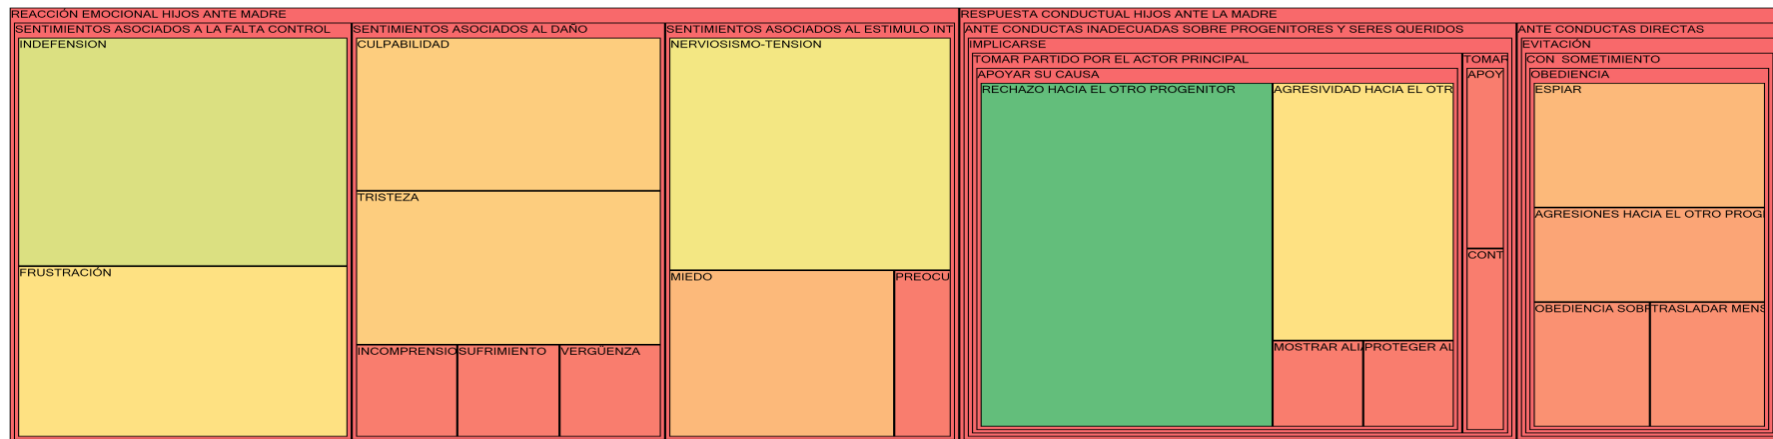 REACCIÓN EMOCIONAL HIJOS ANTE MADRE
SENTIMIENTOS ASOCIADOS A LA FALTA CONTROL
INDEFENSION
FRUSTRACIÓN
SENTIMIENTOS ASOCIADOS AL DAÑO
CULPABILIDAD
TRISTEZA
INCOMPRENSIO
SUFRIMIENTO
VERGÜENZA
SENTIMIENTOS ASOCIADOS AL ESTIMULO INT
NERVIOSISMO-TENSION
MIEDO
PREOCU
RESPUESTA CONDUCTUAL HIJOS ANTE LA MADRE
ANTE CONDUCTAS INADECUADAS SOBRE PROGENITORES Y SERES QUERIDOS
IMPLICARSE
TOMAR PARTIDO POR EL ACTOR PRINCIPAL
APOYAR SU CAUSA
RECHAZO HACIA EL OTRO PROGENITOR
AGRESIVIDAD HACIA EL OTR
MOSTRAR ALI
PROTEGER AL
TOMAR
APOY
CONT
ANTE CONDUCTAS DIRECTAS
EVITACIÓN
CON SOMETIMIENTO
OBEDIENCIA
ESPIAR
AGRESIONES HACIA EL OTRO PROG
OBEDIENCIA SOBR
TRASLADAR MENS